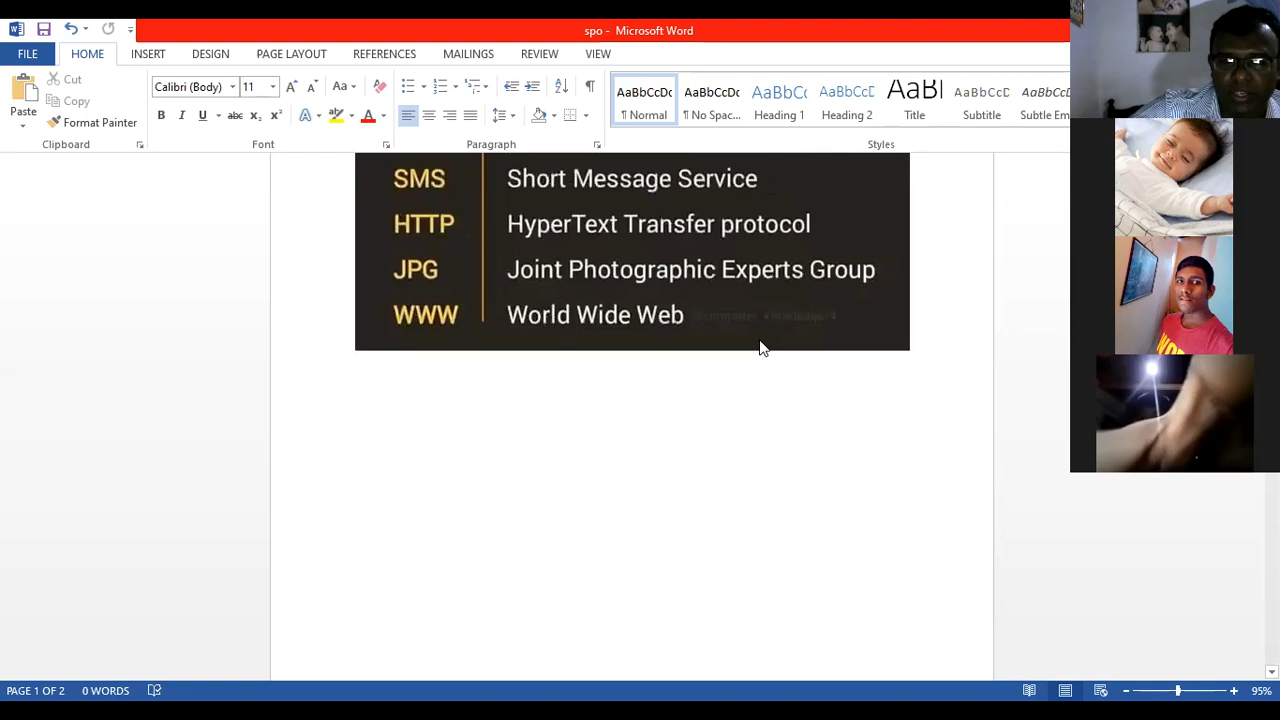 spo - Microsoft Word
FILE HOME INSERT DESIGN PAGE LAYOUT REFERENCES MAILINGS REVIEW VIEW
Paste
Cut
Copy
Format Painter
Clipboard
Calibri (Body) 11
Font
Paragraph
AaBbCcDc AaBbCcDc AaBbCc AaBbCcD AaBl AaBbCcD AaBbCcDc
¶ Normal ¶ No Spac... Heading 1 Heading 2 Title Subtitle Subtle Em...
Styles
SMS Short Message Service
HTTP HyperText Transfer protocol
JPG Joint Photographic Experts Group
WWW World Wide Web
PAGE 1 OF 2 0 WORDS 95%